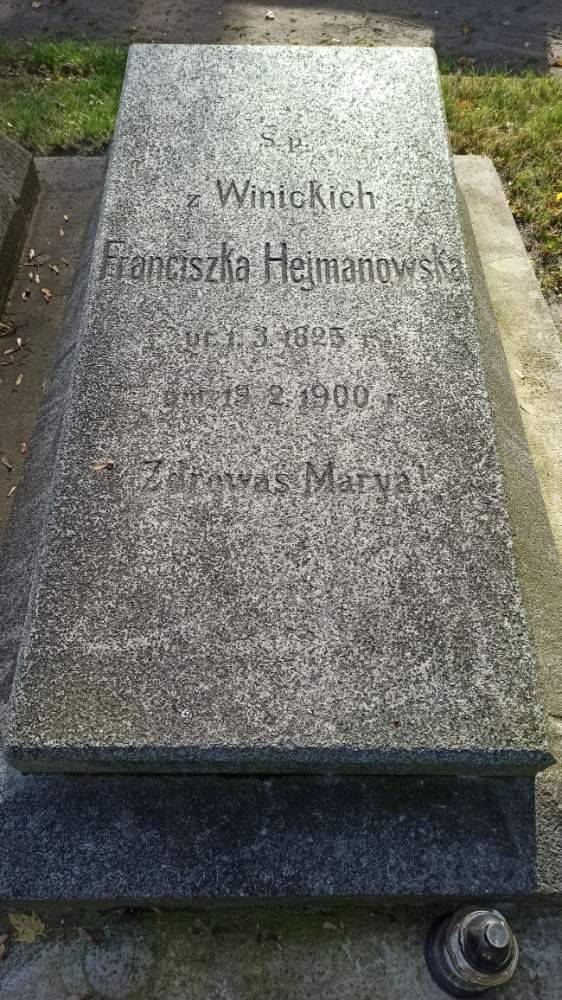 Ś. p.
z Winickich
Franciszka Hejmanowska
ur. 1. 3. 1825 r.
um. 19. 2. 1900 r.
Zdrowaś Marya!